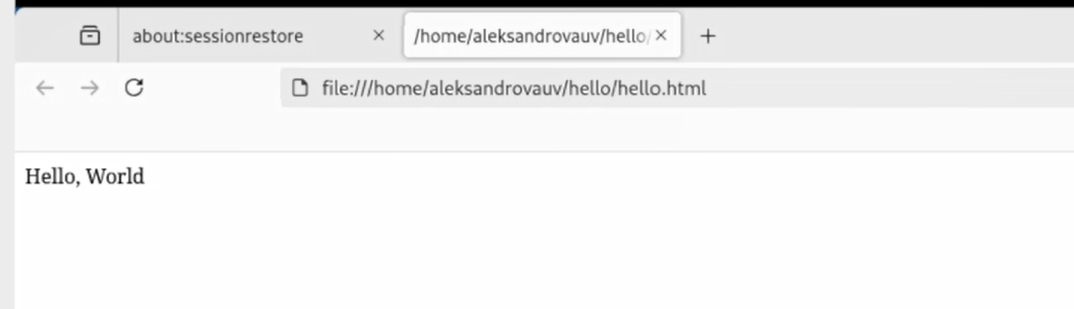 about:sessionrestore
/home/aleksandrovauv/hello/
file:///home/aleksandrovauv/hello/hello.html
Hello, World